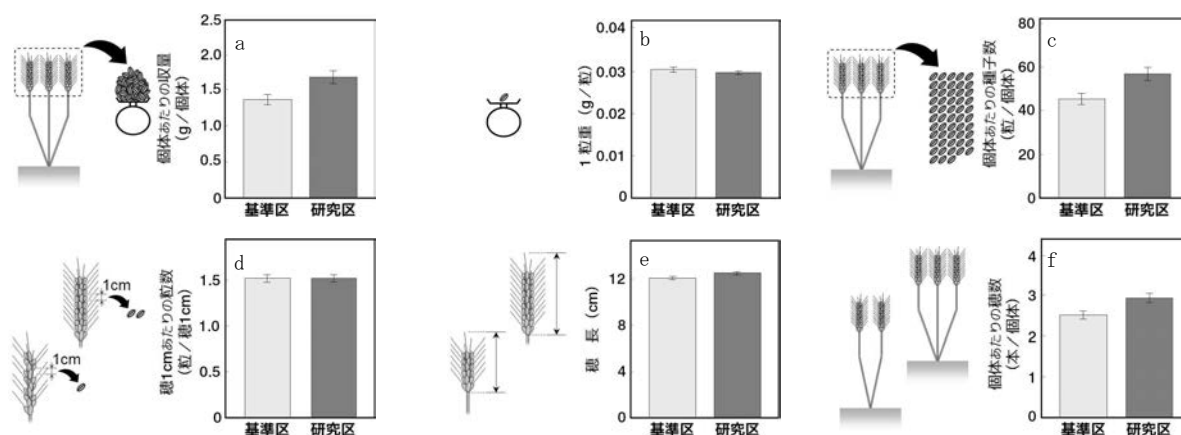 a
個体あたりの収量
(g/個体)
2.5
2.0
1.5
1.0
0.5
0
基準区 研究区
b
1粒重 (g/粒)
0.04
0.03
0.02
0.01
0
基準区 研究区
c
個体あたりの種子数
(粒/個体)
80
60
40
20
0
基準区 研究区
d
1cm
1cm
穂1cmあたりの粒数
(粒/穂1cm)
1.5
1.0
0.5
0
基準区 研究区
e
穂 長 (cm)
12
8
4
0
基準区 研究区
f
個体あたりの穂数
(本/個体)
4
3
2
1
0
基準区 研究区